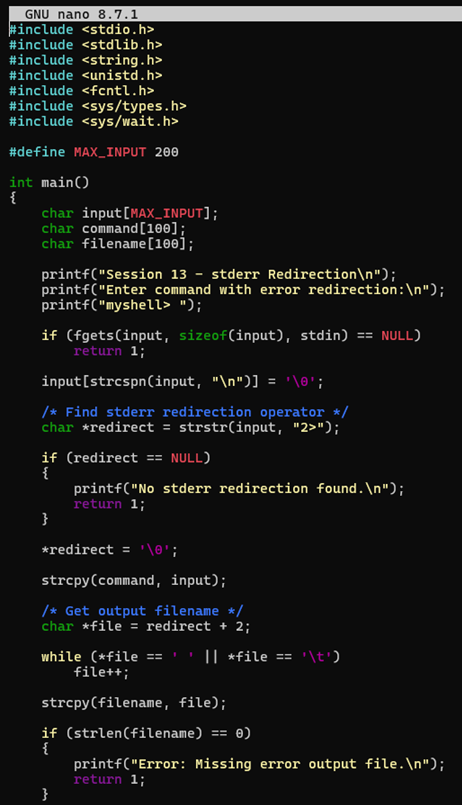 GNU nano 8.7.1
#include <stdio.h>
#include <stdlib.h>
#include <string.h>
#include <unistd.h>
#include <fcntl.h>
#include <sys/types.h>
#include <sys/wait.h>

#define MAX_INPUT 200

int main()
{
    char input[MAX_INPUT];
    char command[100];
    char filename[100];

    printf("Session 13 - stderr Redirection\n");
    printf("Enter command with error redirection:\n");
    printf("myshell> ");

    if (fgets(input, sizeof(input), stdin) == NULL)
        return 1;

    input[strcspn(input, "\n")] = '\0';

    /* Find stderr redirection operator */
    char *redirect = strstr(input, "2>");

    if (redirect == NULL)
    {
        printf("No stderr redirection found.\n");
        return 1;
    }

    *redirect = '\0';

    strcpy(command, input);

    /* Get output filename */
    char *file = redirect + 2;

    while (*file == ' ' || *file == '\t')
        file++;

    strcpy(filename, file);

    if (strlen(filename) == 0)
    {
        printf("Error: Missing error output file.\n");
        return 1;
    }